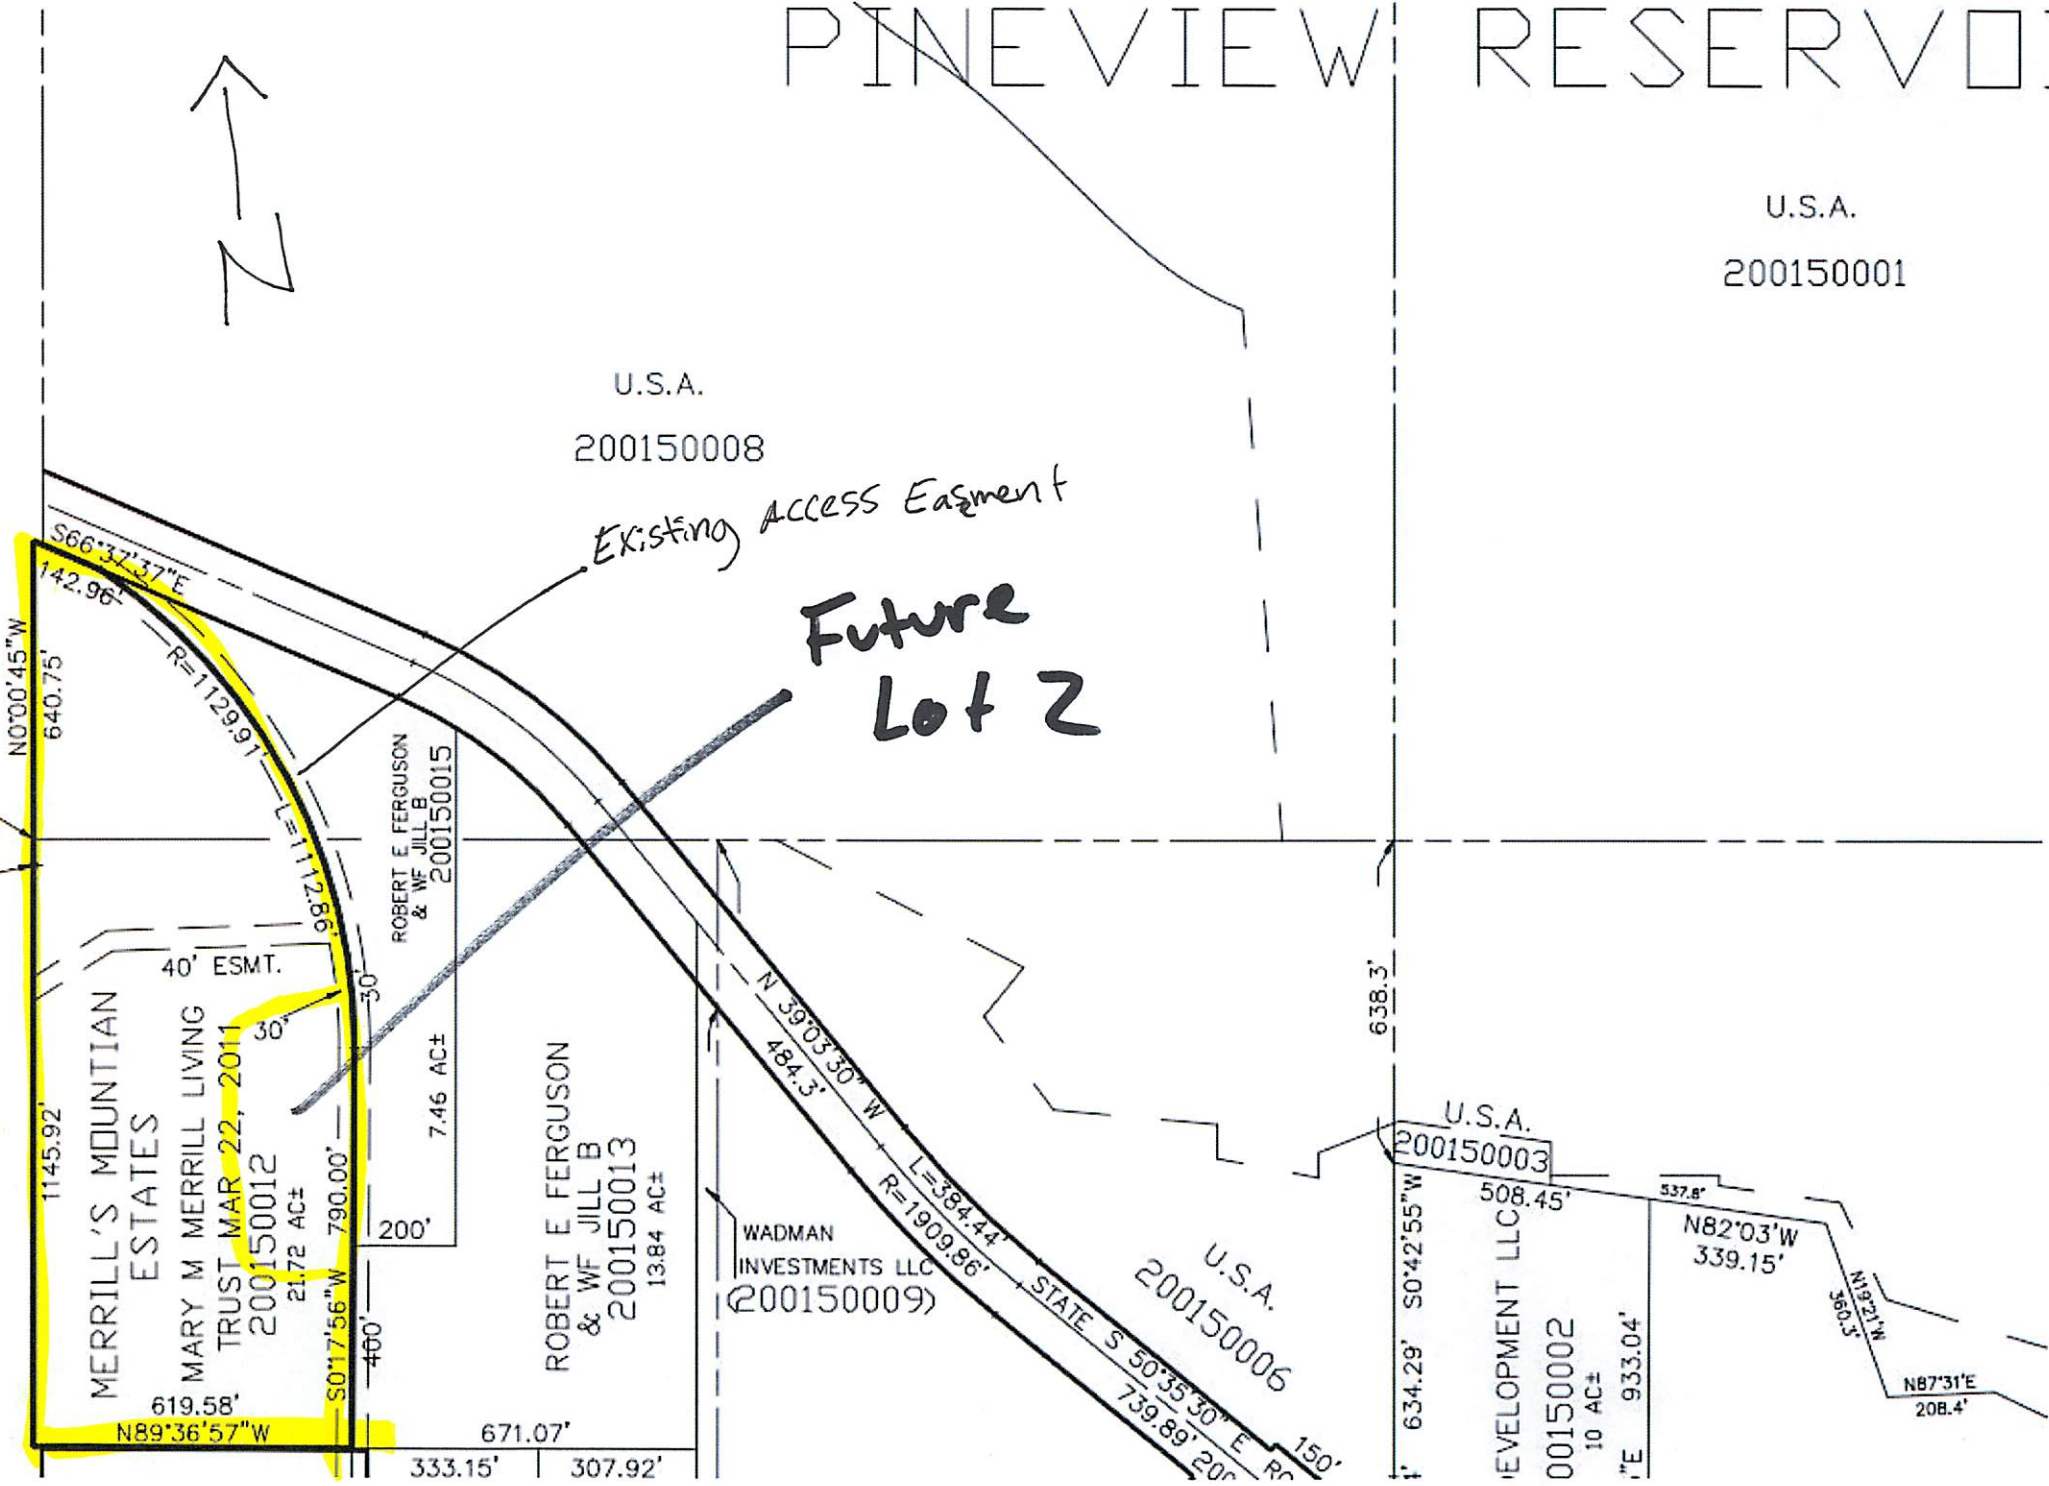 PINEVIEW RESERVOI
N
U.S.A.
200150001
U.S.A.
200150008
Existing Access Easment
Future
Lot 2
S66°37'37"E
142.96'
N0°00'45"W
640.75'
R=1129.91'
L=1112.86'
ROBERT E FERGUSON
& WF JILL B
200150015
7.46 AC±
40' ESMT.
30'
30'
1145.92'
MERRILL'S MOUNTIAN
ESTATES
MARY M MERRILL LIVING
TRUST MAR 22, 2011
200150012
21.72 AC±
S0°17'56"W 790.00'
200'
400'
619.58'
N89°36'57"W
ROBERT E FERGUSON
& WF JILL B
200150013
13.84 AC±
671.07'
333.15'
307.92'
WADMAN
INVESTMENTS LLC
(200150009)
N 39°03'30" W
484.3'
L=384.44'
R=1909.86'
STATE S 50°35'30" E
739.89' 200
RO
150'
U.S.A.
200150006
638.3'
634.29' S0°42'55"W
U.S.A.
200150003
508.45'
537.8'
N82°03'W
339.15'
N19°21'W
360.3'
N87°31'E
208.4'
EVELOPMENT LLC
00150002
10 AC±
"E 933.04'